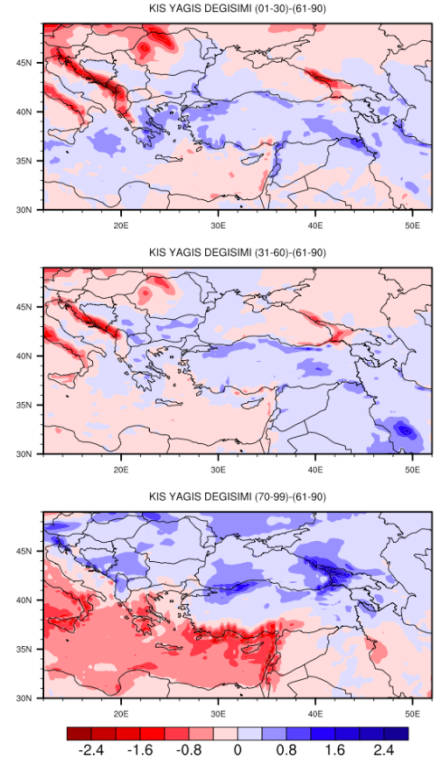 KIS YAGIS DEGISIMI (01-30)-(61-90)
45N
40N
35N
30N
20E 30E 40E 50E
KIS YAGIS DEGISIMI (31-60)-(61-90)
45N
40N
35N
30N
20E 30E 40E 50E
KIS YAGIS DEGISIMI (70-99)-(61-90)
45N
40N
35N
30N
20E 30E 40E 50E
-2.4 -1.6 -0.8 0 0.8 1.6 2.4